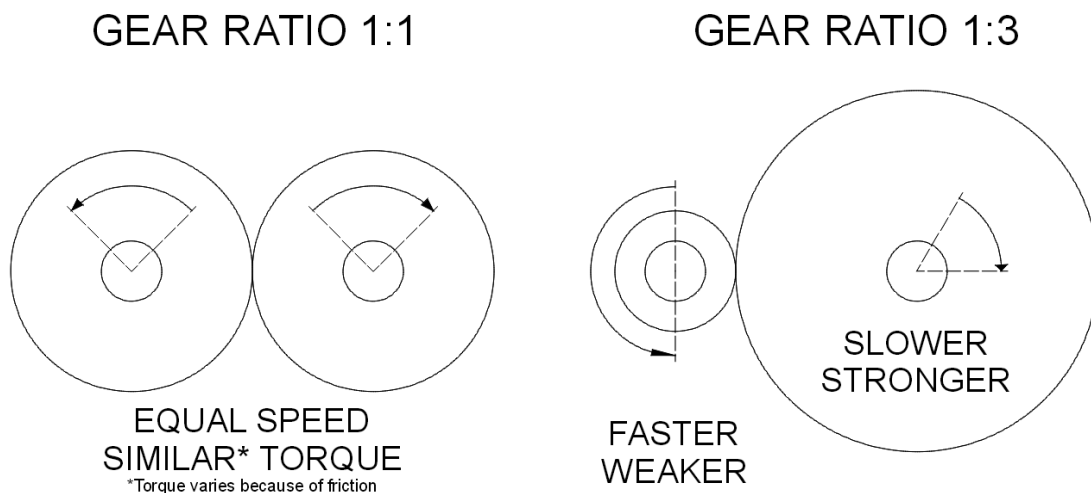 GEAR RATIO 1:1
EQUAL SPEED
SIMILAR* TORQUE
*Torque varies because of friction
GEAR RATIO 1:3
FASTER
WEAKER
SLOWER
STRONGER